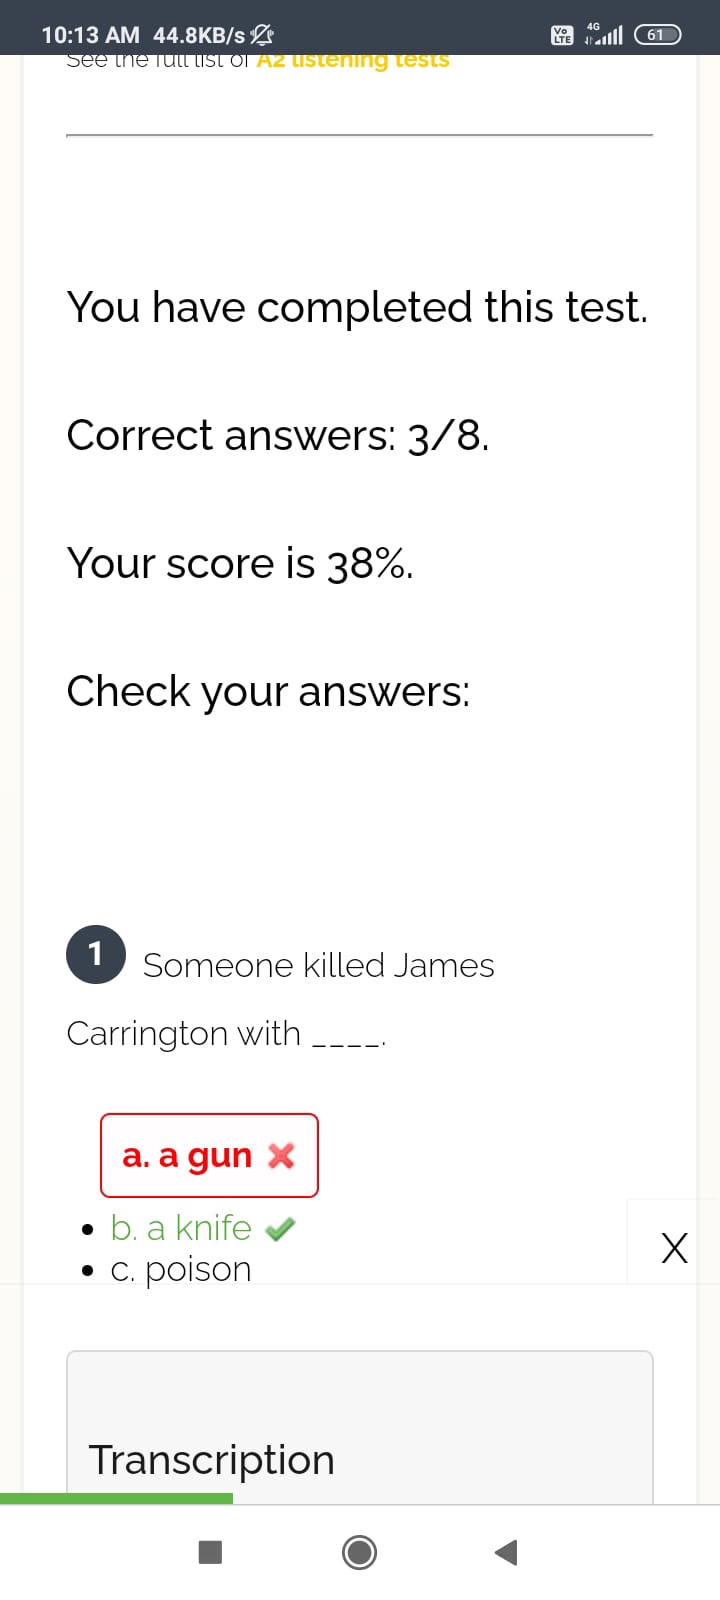 10:13 AM 44.8KB/s Vo LTE 4G 61
See the full list of A2 listening tests
You have completed this test.
Correct answers: 3/8.
Your score is 38%.
Check your answers:
1 Someone killed James
Carrington with ____.
a. a gun
b. a knife
c. poison
X
Transcription